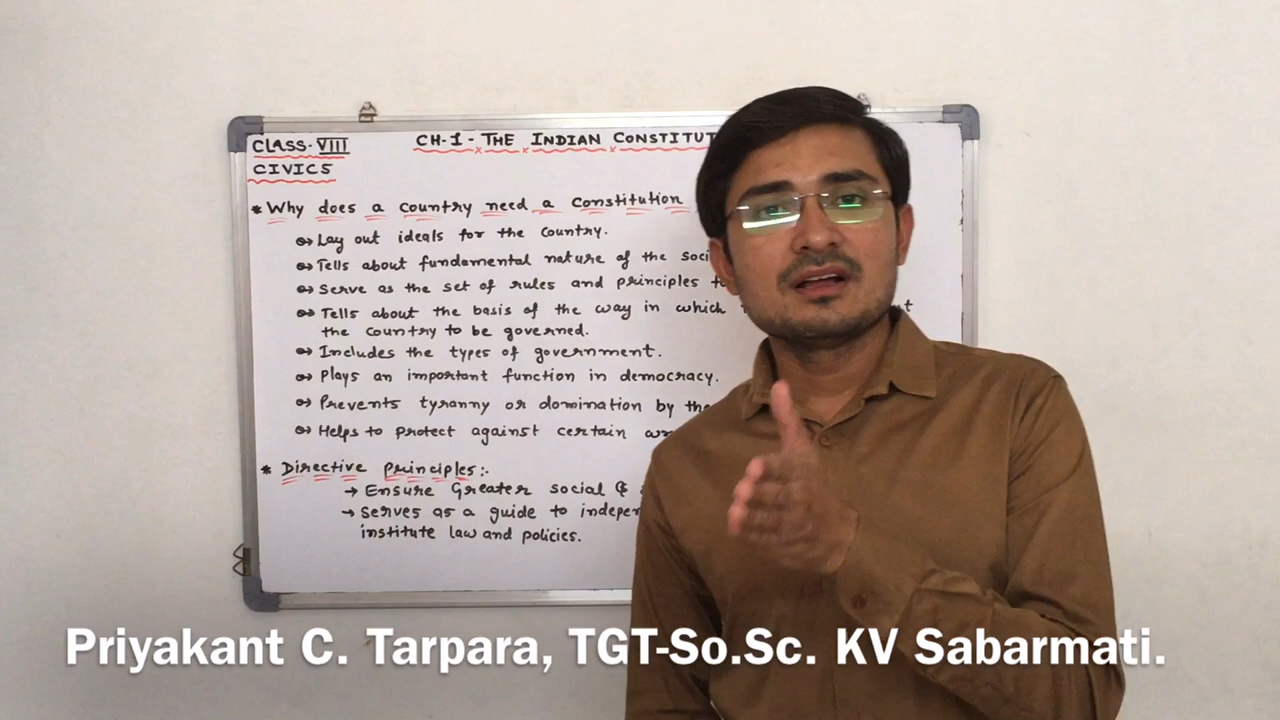 CLASS-VIII
CH-1-THE INDIAN CONSTITUT
CIVICS
* Why does a country need a Constitution
Lay out ideals for the country.
Tells about fundamental nature of the soci
Serve as the set of rules and principles
Tells about the basis of the way in which
the country to be governed.
Includes the types of government.
Plays an important function in democracy.
Prevents tyranny or domination by the
Helps to protect against certain
* Directive Principles:-
→ Ensure Greater social &
→ Serves as a guide to indepen
institute law and policies.
Priyakant C. Tarpara, TGT-So.Sc. KV Sabarmati.